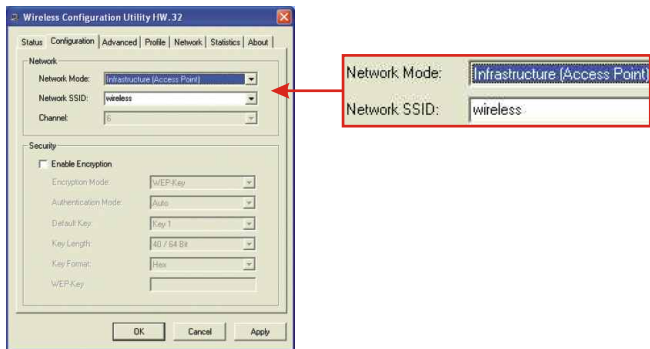 Wireless Configuration Utility HW.32
Status Configuration Advanced Profile Network Statistics About
Network
Network Mode: Infrastructure (Access Point)
Network SSID: wireless
Channel: 6
Security
Enable Encryption
Encryption Mode: WEP-Key
Authentication Mode: Auto
Default Key: Key 1
Key Length: 40 / 64 Bit
Key Format: Hex
WEP-Key
OK Cancel Apply
Network Mode: Infrastructure (Access Point)
Network SSID: wireless